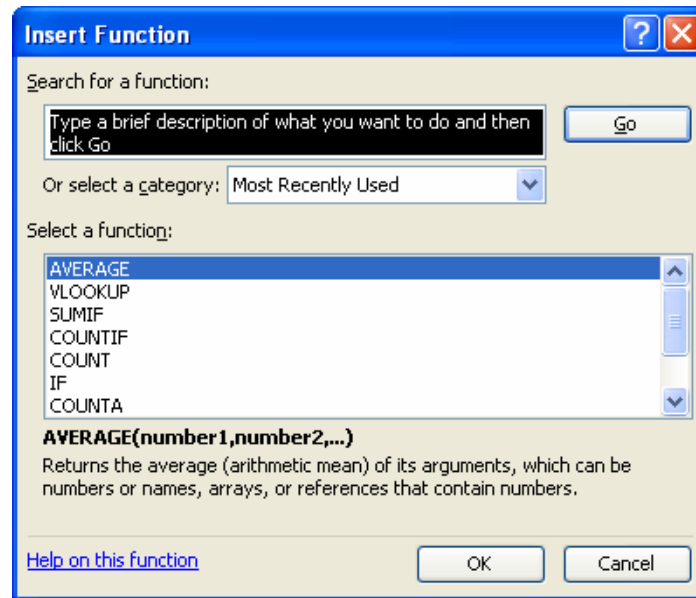 Insert Function
Search for a function:
Type a brief description of what you want to do and then
click Go
Go
Or select a category: Most Recently Used
Select a function:
AVERAGE
VLOOKUP
SUMIF
COUNTIF
COUNT
IF
COUNTA
AVERAGE(number1,number2,...)
Returns the average (arithmetic mean) of its arguments, which can be
numbers or names, arrays, or references that contain numbers.
Help on this function
OK
Cancel